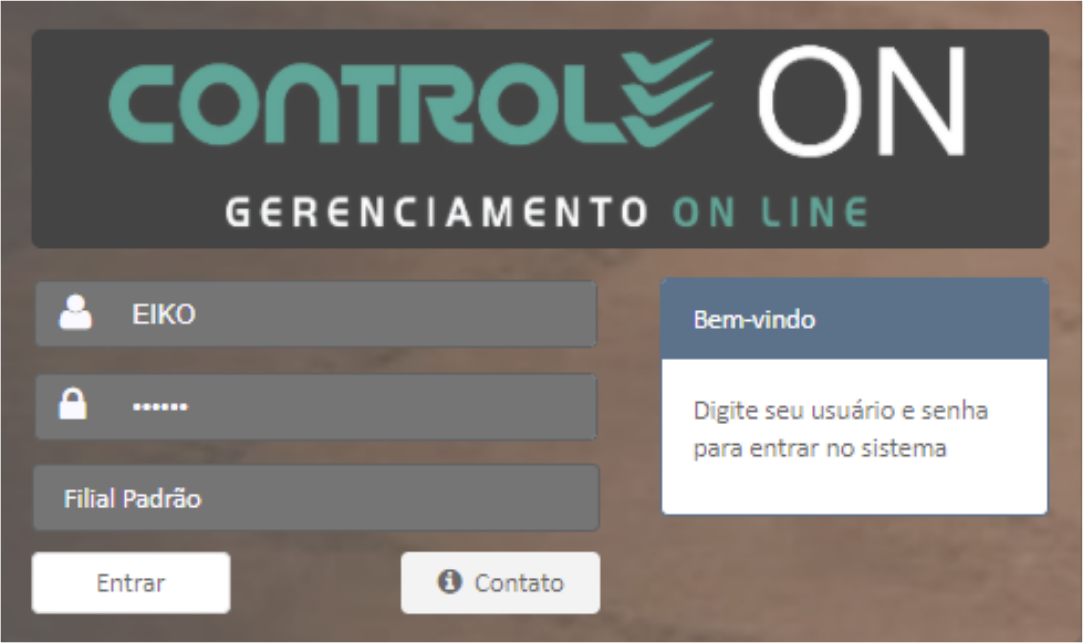 CONTROLE ON
GERENCIAMENTO ON LINE
EIKO
••••••
Filial Padrão
Entrar
Contato
Bem-vindo
Digite seu usuário e senha
para entrar no sistema